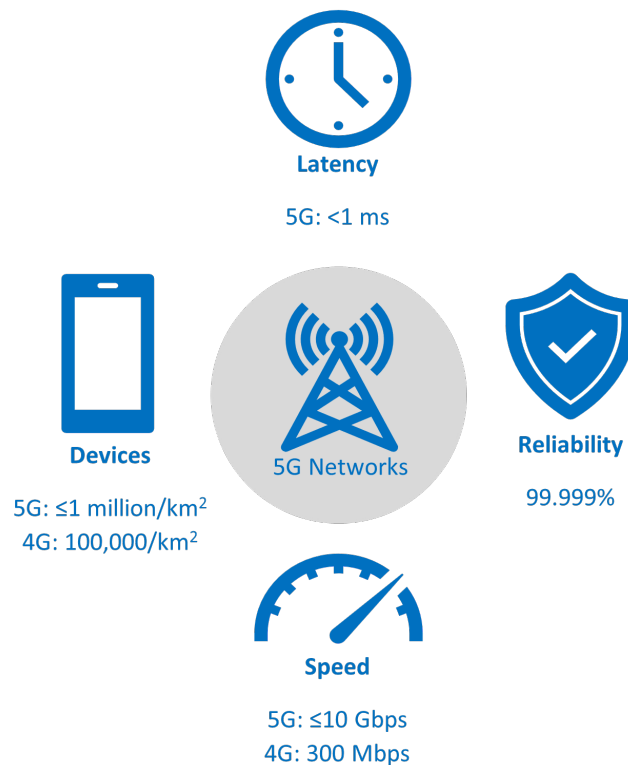 Latency
5G: <1 ms
Devices
5G: ≤1 million/km²
4G: 100,000/km²
5G Networks
Reliability
99.999%
Speed
5G: ≤10 Gbps
4G: 300 Mbps